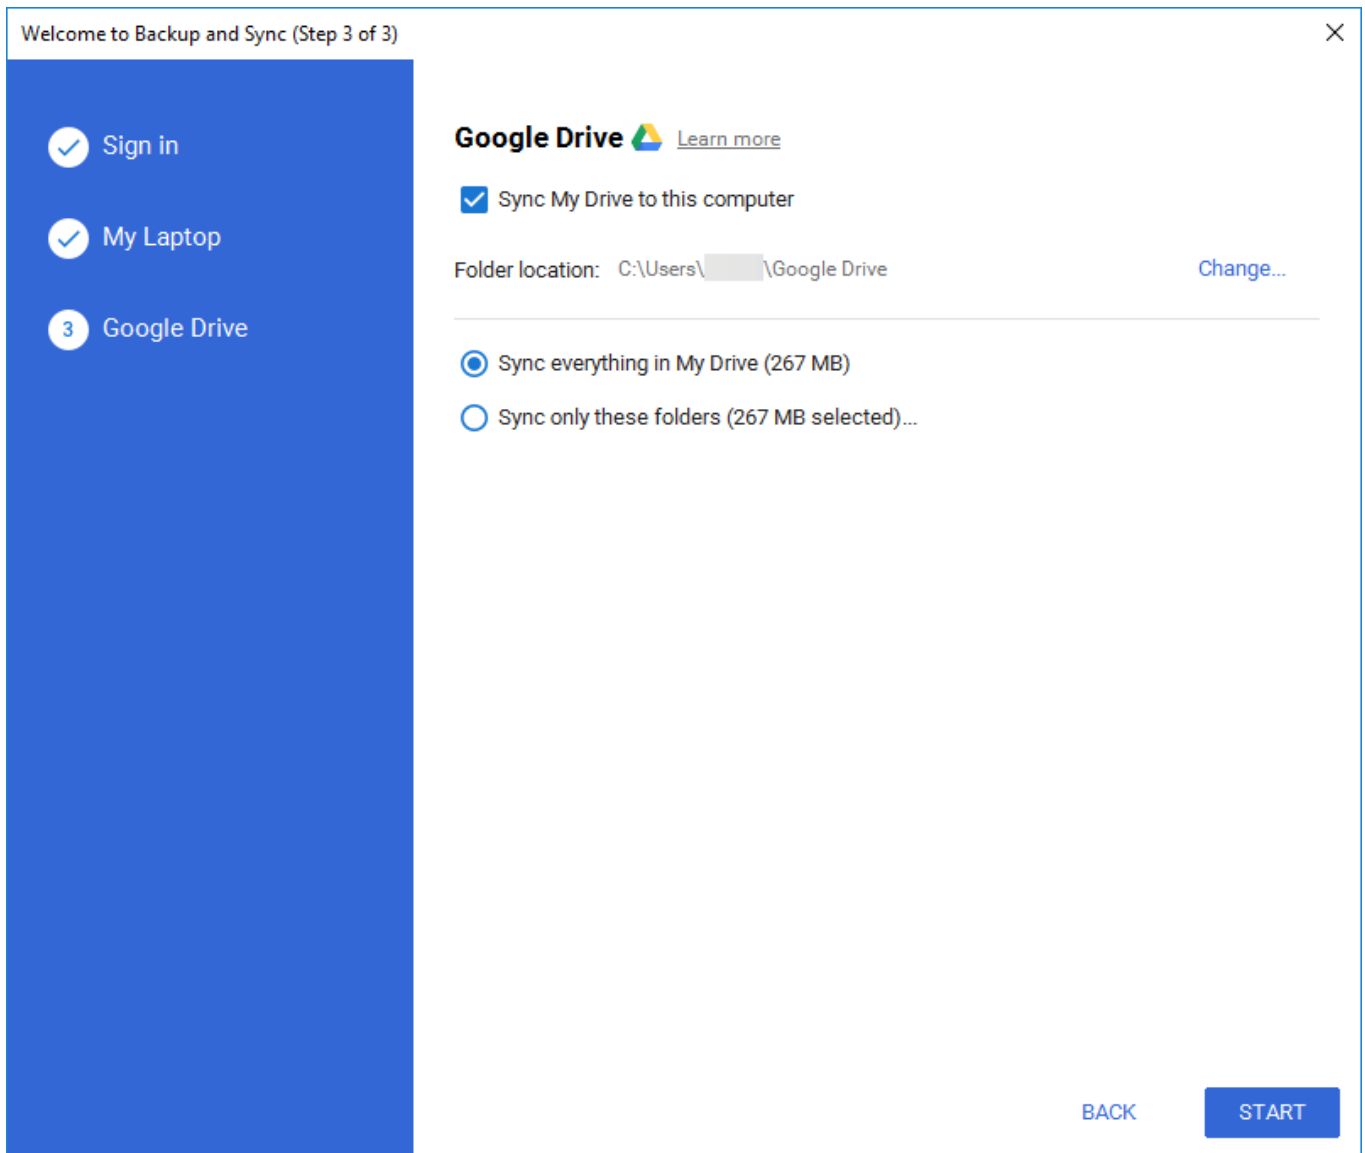 Welcome to Backup and Sync (Step 3 of 3)
Sign in
My Laptop
3 Google Drive
Google Drive Learn more
Sync My Drive to this computer
Folder location: C:\Users\ \Google Drive Change...
Sync everything in My Drive (267 MB)
Sync only these folders (267 MB selected)...
BACK START